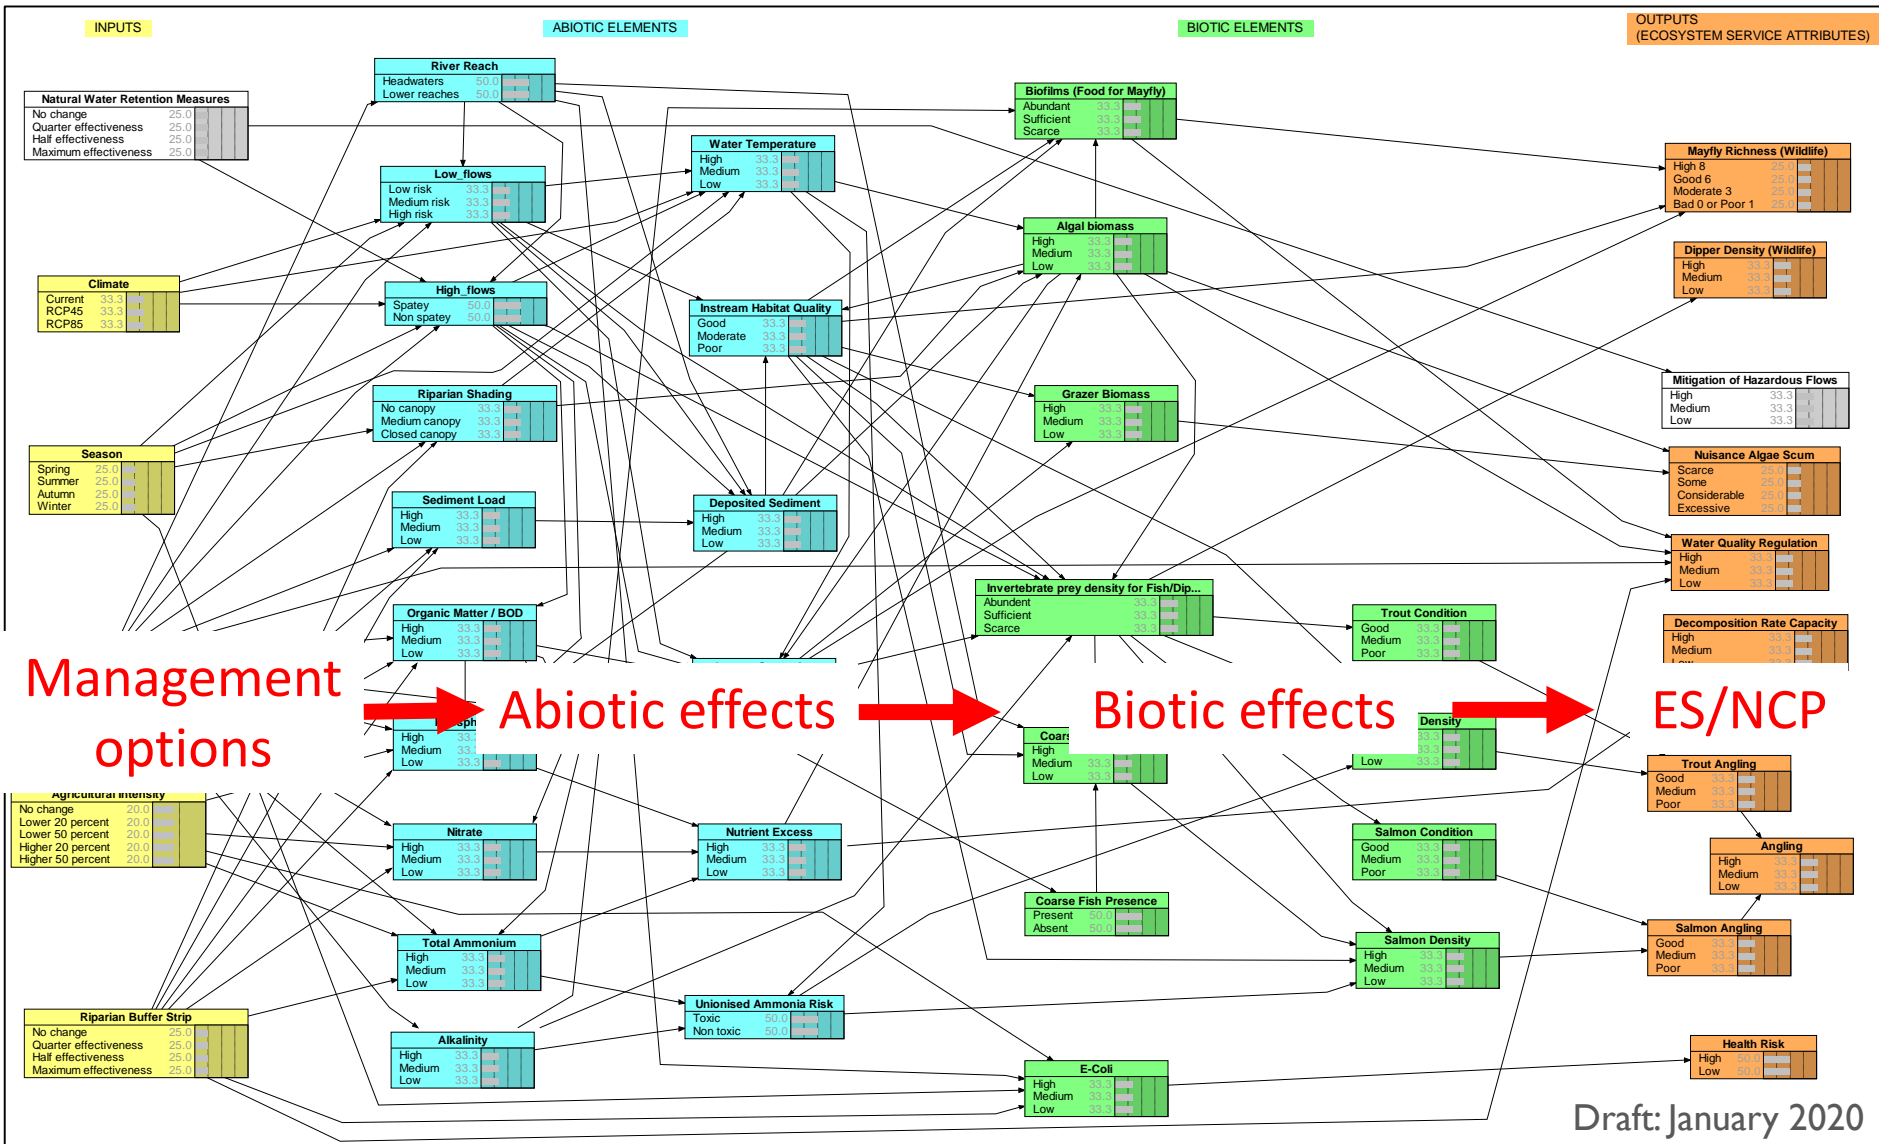 INPUTS
ABIOTIC ELEMENTS
BIOTIC ELEMENTS
OUTPUTS
(ECOSYSTEM SERVICE ATTRIBUTES)
Natural Water Retention Measures
No change 25.0
Quarter effectiveness 25.0
Half effectiveness 25.0
Maximum effectiveness 25.0
Climate
Current 33.3
RCP45 33.3
RCP85 33.3
Season
Spring 25.0
Summer 25.0
Autumn 25.0
Winter 25.0
Management
options
Agricultural Intensity
No change 20.0
Lower 20 percent 20.0
Lower 50 percent 20.0
Higher 20 percent 20.0
Higher 50 percent 20.0
Riparian Buffer Strip
No change 25.0
Quarter effectiveness 25.0
Half effectiveness 25.0
Maximum effectiveness 25.0
River Reach
Headwaters 50.0
Lower reaches 50.0
Low_flows
Low risk 33.3
Medium risk 33.3
High risk 33.3
High_flows
Spatey 50.0
Non spatey 50.0
Riparian Shading
No canopy 33.3
Medium canopy 33.3
Closed canopy 33.3
Sediment Load
High 33.3
Medium 33.3
Low 33.3
Organic Matter / BOD
High 33.3
Medium 33.3
Low 33.3
High
Medium
Low 33.3
Nitrate
High 33.3
Medium 33.3
Low 33.3
Total Ammonium
High 33.3
Medium 33.3
Low 33.3
Alkalinity
High 33.3
Medium 33.3
Low 33.3
Water Temperature
High 33.3
Medium 33.3
Low 33.3
Instream Habitat Quality
Good 33.3
Moderate 33.3
Poor 33.3
Deposited Sediment
High 33.3
Medium 33.3
Low 33.3
Abiotic effects
Nutrient Excess
High 33.3
Medium 33.3
Low 33.3
Unionised Ammonia Risk
Toxic 50.0
Non toxic 50.0
Biofilms (Food for Mayfly)
Abundant 33.3
Sufficient 33.3
Scarce 33.3
Algal biomass
High 33.3
Medium 33.3
Low 33.3
Grazer Biomass
High 33.3
Medium 33.3
Low 33.3
Invertebrate prey density for Fish/Dip...
Abundent 33.3
Sufficient 33.3
Scarce 33.3
Biotic effects
High
Medium 33.3
Low 33.3
Coarse Fish Presence
Present 50.0
Absent 50.0
E-Coli
High 33.3
Medium 33.3
Low 33.3
Trout Condition
Good 33.3
Medium 33.3
Poor 33.3
Density
33.3
33.3
Low 33.3
Salmon Condition
Good 33.3
Medium 33.3
Poor 33.3
Salmon Density
High 33.3
Medium 33.3
Low 33.3
Mayfly Richness (Wildlife)
High 8 25.0
Good 6 25.0
Moderate 3 25.0
Bad 0 or Poor 1 25.0
Dipper Density (Wildlife)
High 33.3
Medium 33.3
Low 33.3
Mitigation of Hazardous Flows
High 33.3
Medium 33.3
Low 33.3
Nuisance Algae Scum
Scarce 25.0
Some 25.0
Considerable 25.0
Excessive 25.0
Water Quality Regulation
High 33.3
Medium 33.3
Low 33.3
Decomposition Rate Capacity
High 33.3
Medium 33.3
ES/NCP
Trout Angling
Good 33.3
Medium 33.3
Poor 33.3
Angling
High 33.3
Medium 33.3
Low 33.3
Salmon Angling
Good 33.3
Medium 33.3
Poor 33.3
Health Risk
High 50.0
Low 50.0
Draft: January 2020